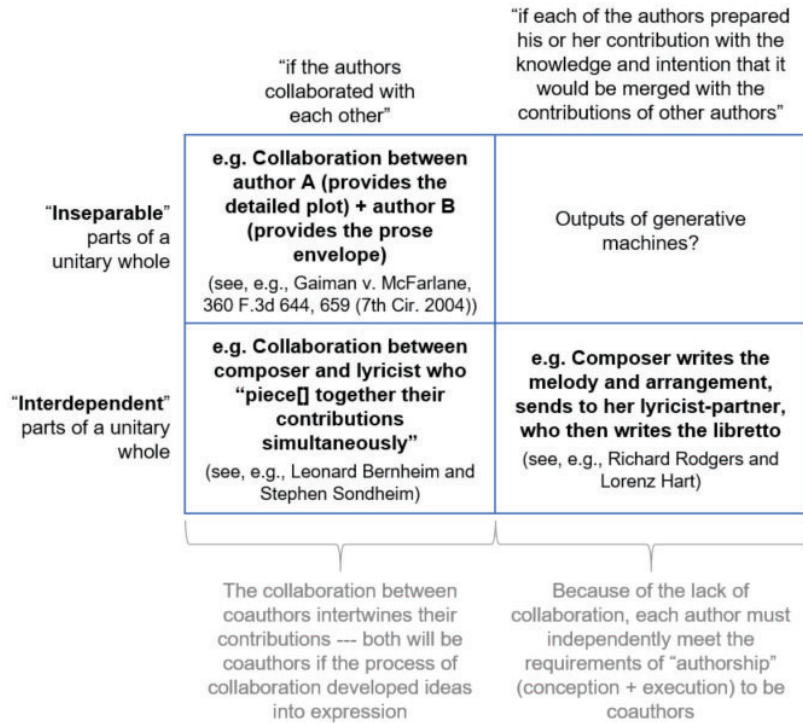 “if the authors
collaborated with
each other”
“if each of the authors prepared
his or her contribution with the
knowledge and intention that it
would be merged with the
contributions of other authors”
“Inseparable”
parts of a
unitary whole
e.g. Collaboration between
author A (provides the
detailed plot) + author B
(provides the prose
envelope)
(see, e.g., Gaiman v. McFarlane,
360 F.3d 644, 659 (7th Cir. 2004))
Outputs of generative
machines?
“Interdependent”
parts of a unitary
whole
e.g. Collaboration between
composer and lyricist who
“piece[] together their
contributions
simultaneously”
(see, e.g., Leonard Bernheim and
Stephen Sondheim)
e.g. Composer writes the
melody and arrangement,
sends to her lyricist-partner,
who then writes the libretto
(see, e.g., Richard Rodgers and
Lorenz Hart)
The collaboration between
coauthors intertwines their
contributions --- both will be
coauthors if the process of
collaboration developed ideas
into expression
Because of the lack of
collaboration, each author must
independently meet the
requirements of “authorship”
(conception + execution) to be
coauthors